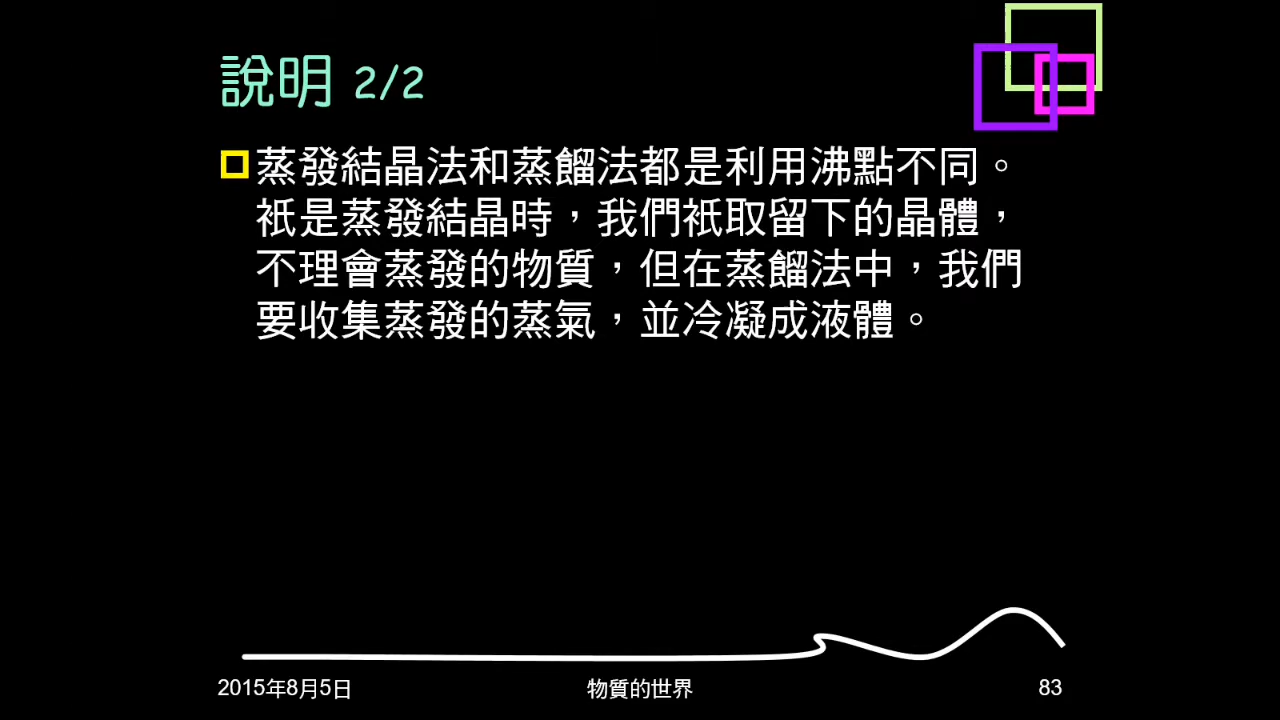 說明 2/2
蒸發結晶法和蒸餾法都是利用沸點不同。
衹是蒸發結晶時，我們衹取留下的晶體，
不理會蒸發的物質，但在蒸餾法中，我們
要收集蒸發的蒸氣，並冷凝成液體。
2015年8月5日
物質的世界
83